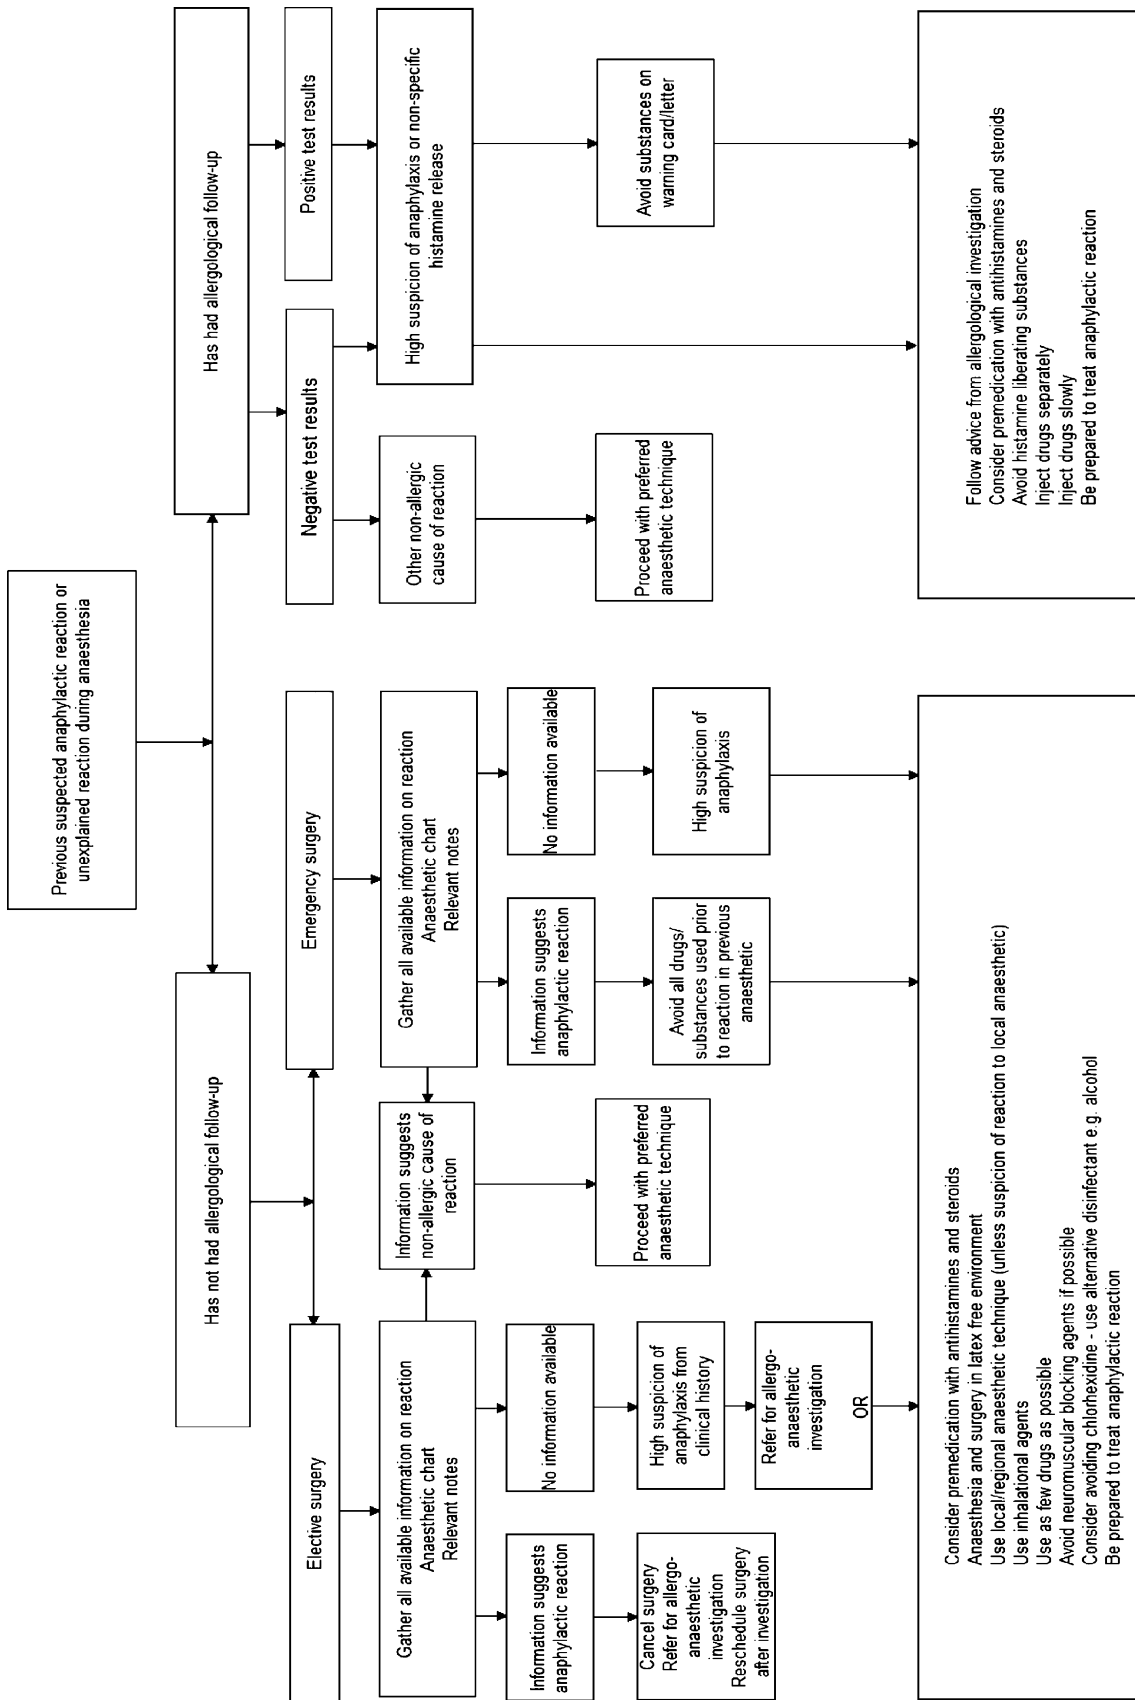 Previous suspected anaphylactic reaction or
unexplained reaction during anaesthesia
Has not had allergological follow-up
Has had allergological follow-up
Elective surgery
Emergency surgery
Negative test results
Positive test results
Gather all available information on reaction
Anaesthetic chart
Relevant notes
Information suggests
non-allergic cause of
reaction
Gather all available information on reaction
Anaesthetic chart
Relevant notes
Other non-allergic
cause of reaction
High suspicion of anaphylaxis or non-specific
histamine release
Information suggests
anaphylactic reaction
No information available
Information suggests
anaphylactic reaction
No information available
Cancel surgery
Refer for allergo-
anaesthetic
investigation
Reschedule surgery
after investigation
High suspicion of
anaphylaxis from
clinical history
Proceed with preferred
anaesthetic technique
Avoid all drugs/
substances used prior
to reaction in previous
anaesthetic
High suspicion of
anaphylaxis
Proceed with preferred
anaesthetic technique
Avoid substances on
warning card/letter
Refer for allergo-
anaesthetic
investigation
OR
Consider premedication with antihistamines and steroids
Anaesthesia and surgery in latex free environment
Use local/regional anaesthetic technique (unless suspicion of reaction to local anaesthetic)
Use inhalational agents
Use as few drugs as possible
Avoid neuromuscular blocking agents if possible
Consider avoiding chlorhexidine - use alternative disinfectant e.g. alcohol
Be prepared to treat anaphylactic reaction
Follow advice from allergological investigation
Consider premedication with antihistamines and steroids
Avoid histamine liberating substances
Inject drugs separately
Inject drugs slowly
Be prepared to treat anaphylactic reaction